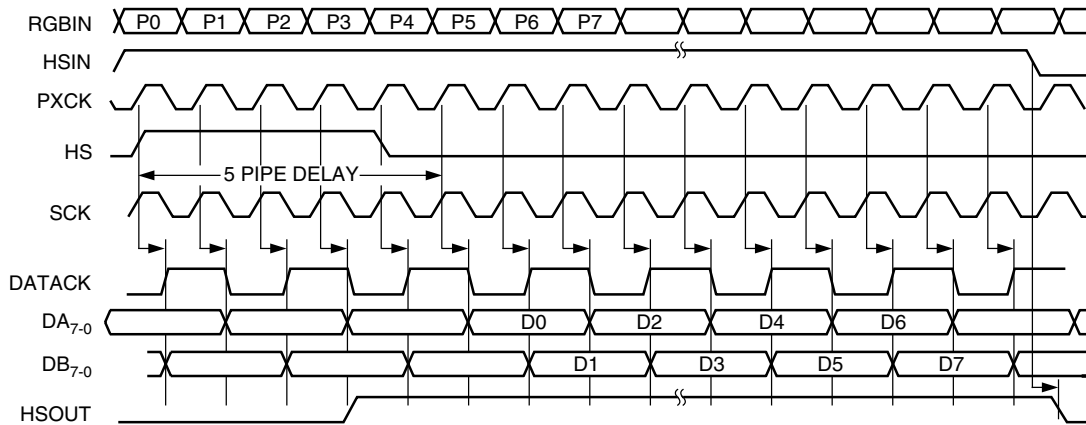 RGBIN P0 P1 P2 P3 P4 P5 P6 P7
HSIN
PXCK
HS
5 PIPE DELAY
SCK
DATACK
DA7-0 D0 D2 D4 D6
DB7-0 D1 D3 D5 D7
HSOUT